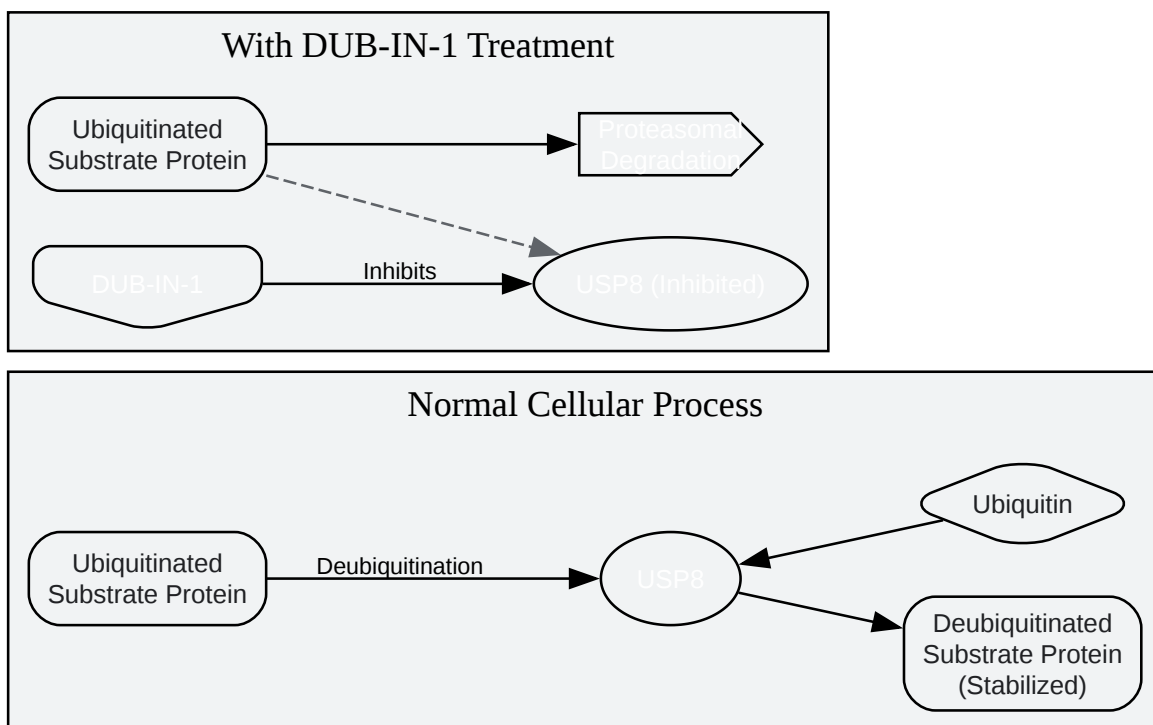 With DUB-IN-1 Treatment
Ubiquitinated
Substrate Protein
Proteasomal
Degradation
DUB-IN-1
Inhibits
USP8 (Inhibited)
Normal Cellular Process
Ubiquitin
Ubiquitinated
Substrate Protein
Deubiquitination
USP8
Deubiquitinated
Substrate Protein
(Stabilized)